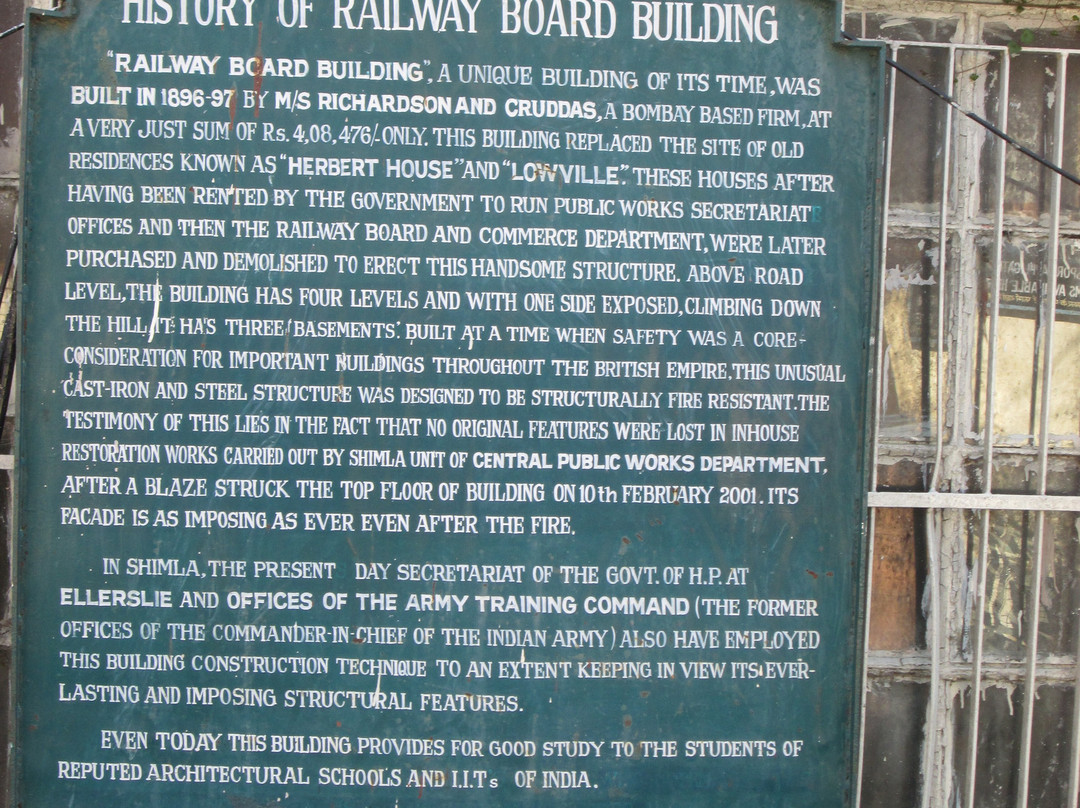 HISTORY OF RAILWAY BOARD BUILDING
"RAILWAY BOARD BUILDING", A UNIQUE BUILDING OF ITS TIME, WAS
BUILT IN 1896-97 BY M/S RICHARDSON AND CRUDDAS, A BOMBAY BASED FIRM, AT
A VERY JUST SUM OF Rs. 4,08,476/-ONLY. THIS BUILDING REPLACED THE SITE OF OLD
RESIDENCES KNOWN AS "HERBERT HOUSE" AND "LOWVILLE". THESE HOUSES AFTER
HAVING BEEN RENTED BY THE GOVERNMENT TO RUN PUBLIC WORKS SECRETARIATE
OFFICES AND THEN THE RAILWAY BOARD AND COMMERCE DEPARTMENT, WERE LATER
PURCHASED AND DEMOLISHED TO ERECT THIS HANDSOME STRUCTURE. ABOVE ROAD
LEVEL, THE BUILDING HAS FOUR LEVELS AND WITH ONE SIDE EXPOSED, CLIMBING DOWN
THE HILL, IT HAS THREE 'BASEMENTS'. BUILT AT A TIME WHEN SAFETY WAS A CORE-
CONSIDERATION FOR IMPORTANT BUILDINGS THROUGHOUT THE BRITISH EMPIRE, THIS UNUSUAL
CAST-IRON AND STEEL STRUCTURE WAS DESIGNED TO BE STRUCTURALLY FIRE RESISTANT. THE
TESTIMONY OF THIS LIES IN THE FACT THAT NO ORIGINAL FEATURES WERE LOST IN INHOUSE
RESTORATION WORKS CARRIED OUT BY SHIMLA UNIT OF CENTRAL PUBLIC WORKS DEPARTMENT,
AFTER A BLAZE STRUCK THE TOP FLOOR OF BUILDING ON 10th FEBRUARY 2001. ITS
FACADE IS AS IMPOSING AS EVER EVEN AFTER THE FIRE.
IN SHIMLA, THE PRESENT DAY SECRETARIAT OF THE GOVT. OF H.P. AT
ELLERSLIE AND OFFICES OF THE ARMY TRAINING COMMAND (THE FORMER
OFFICES OF THE COMMANDER-IN-CHIEF OF THE INDIAN ARMY) ALSO HAVE EMPLOYED
THIS BUILDING CONSTRUCTION TECHNIQUE TO AN EXTENT KEEPING IN VIEW ITS EVER-
LASTING AND IMPOSING STRUCTURAL FEATURES.
EVEN TODAY THIS BUILDING PROVIDES FOR GOOD STUDY TO THE STUDENTS OF
REPUTED ARCHITECTURAL SCHOOLS AND I.I.Ts OF INDIA.